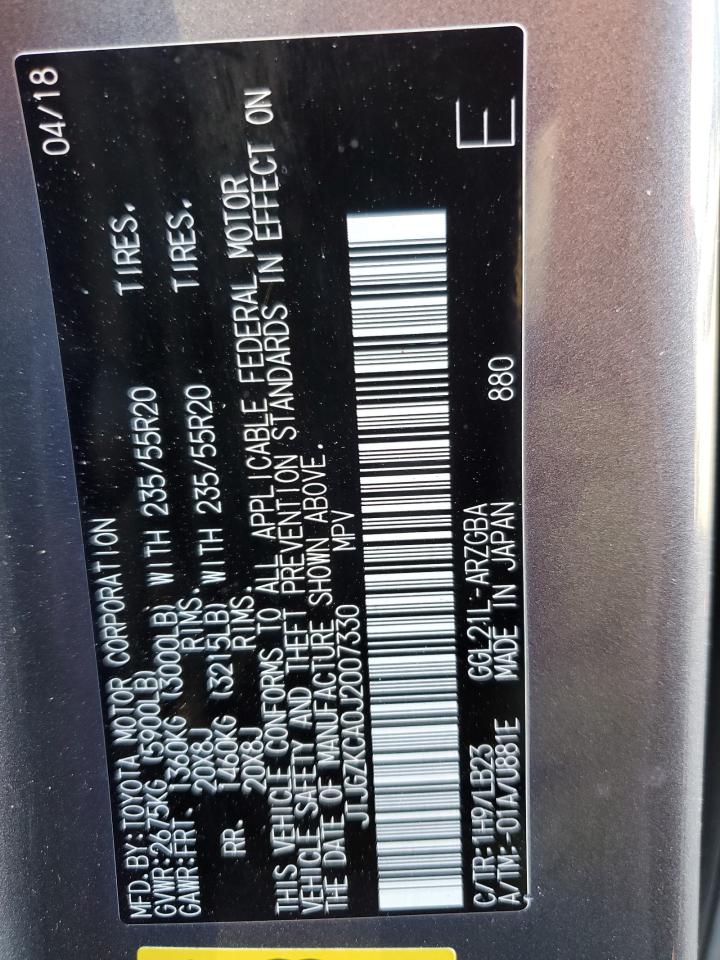 MFD. BY: TOYOTA MOTOR CORPORATION 04/18
GVWR: 2675KG (5900LB)
GAWR: FRT. 1360KG (3000LB) WITH 235/55R20 TIRES.
20X8J RIMS.
RR. 1460KG (3215LB) WITH 235/55R20 TIRES.
20X8J RIMS.
THIS VEHICLE CONFORMS TO ALL APPLICABLE FEDERAL MOTOR
VEHICLE SAFETY AND THEFT PREVENTION STANDARDS IN EFFECT ON
THE DATE OF MANUFACTURE SHOWN ABOVE.
JTJGZKCA0J2007330 MPV
C/TR: 1H9/LB23 GGL21L-ARZGBA 880 E
A/TM: -01A/U881E MADE IN JAPAN